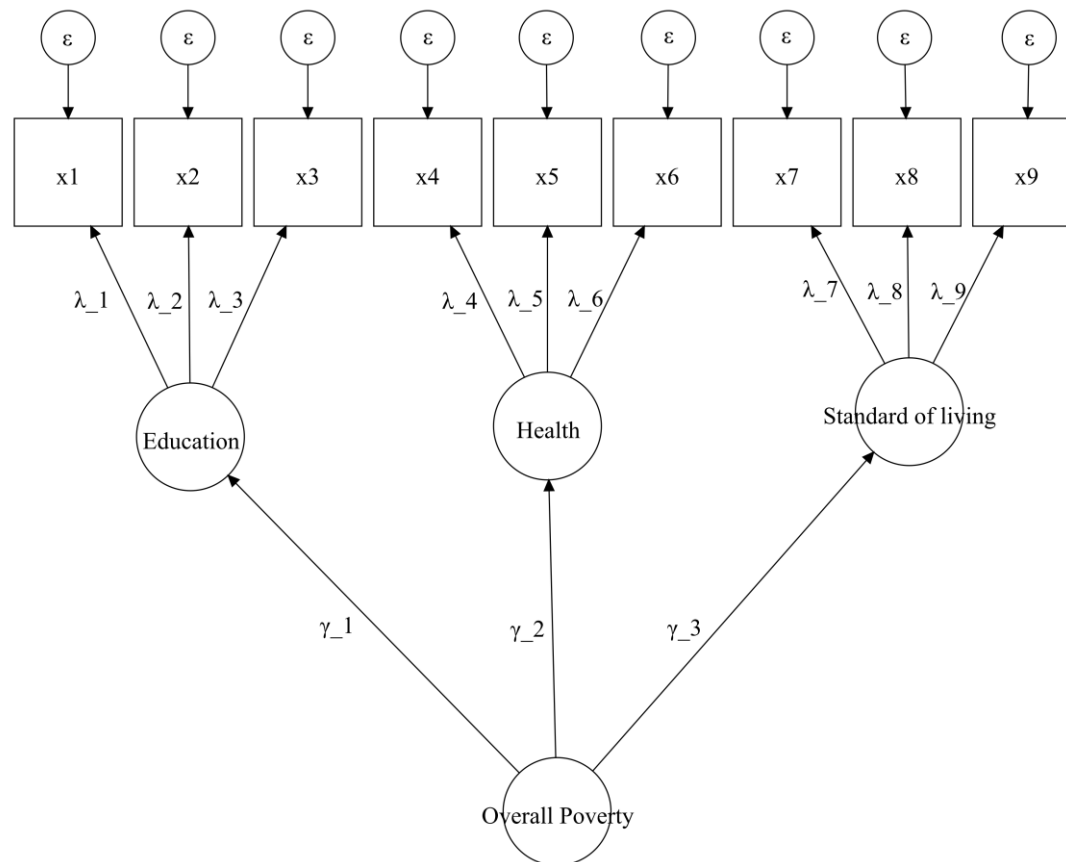 ε ε ε ε ε ε ε ε ε
x1 x2 x3 x4 x5 x6 x7 x8 x9
λ_1 λ_2 λ_3 λ_4 λ_5 λ_6 λ_7 λ_8 λ_9
Education Health Standard of living
γ_1 γ_2 γ_3
Overall Poverty